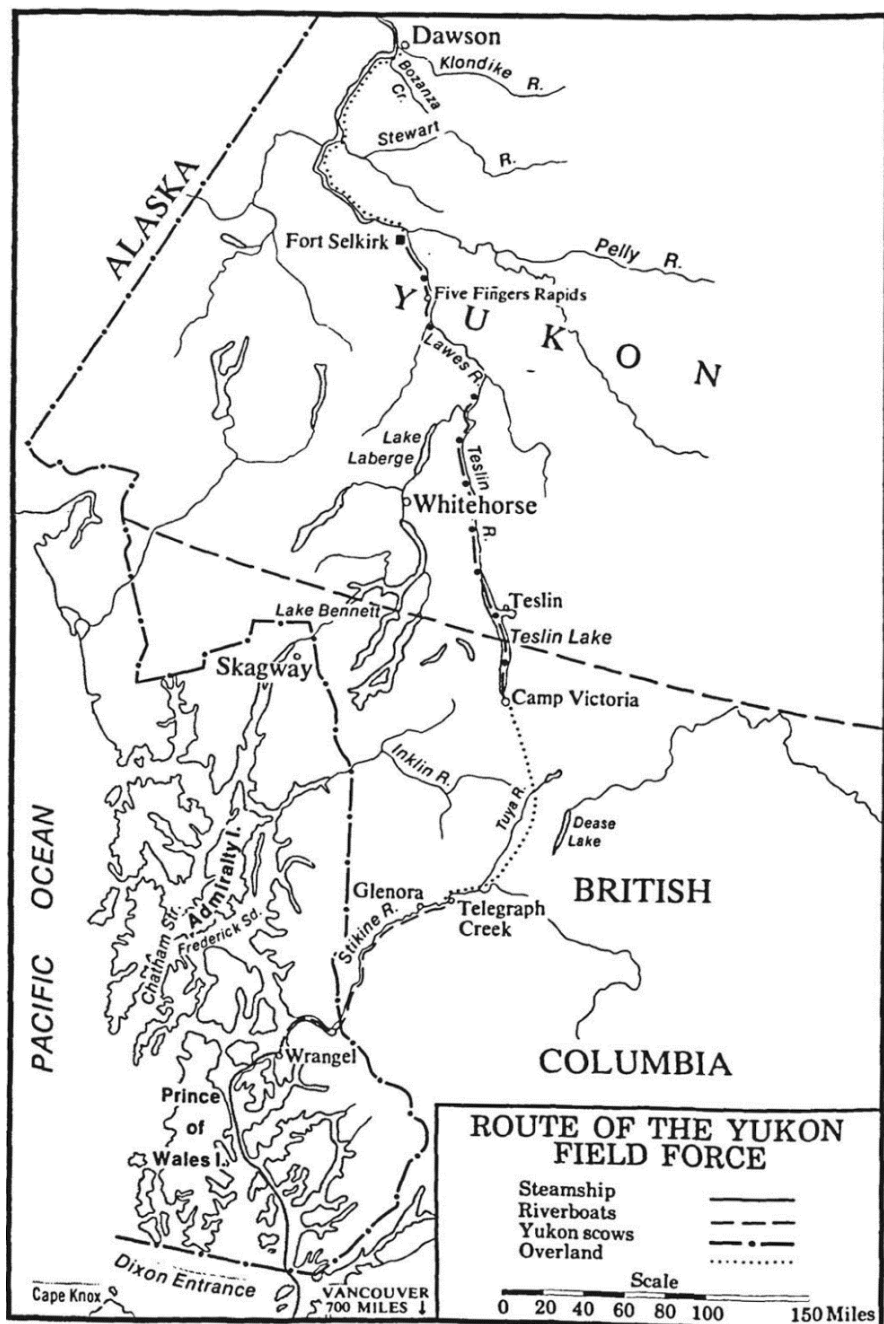 Dawson
Klondike
R.
Bozanza
Cr.
Stewart
R.
ALASKA
Fort Selkirk
Pelly R.
Five Fingers Rapids
YUKON
Lawes R.
Lake
Laberge
Teslin
R.
Whitehorse
Teslin
Lake Bennett
Teslin Lake
Skagway
Camp Victoria
Inklin R.
Tuya R.
Dease
Lake
PACIFIC OCEAN
Admiralty I.
Chatham Str.
Frederick Sd.
Glenora
BRITISH
Telegraph
Creek
Stikine R.
Wrangel
COLUMBIA
Prince
of
Wales I.
ROUTE OF THE YUKON
FIELD FORCE
Steamship
Riverboats
Yukon scows
Overland
Scale
0 20 40 60 80 100 150 Miles
Dixon Entrance
Cape Knox
VANCOUVER
700 MILES ↓